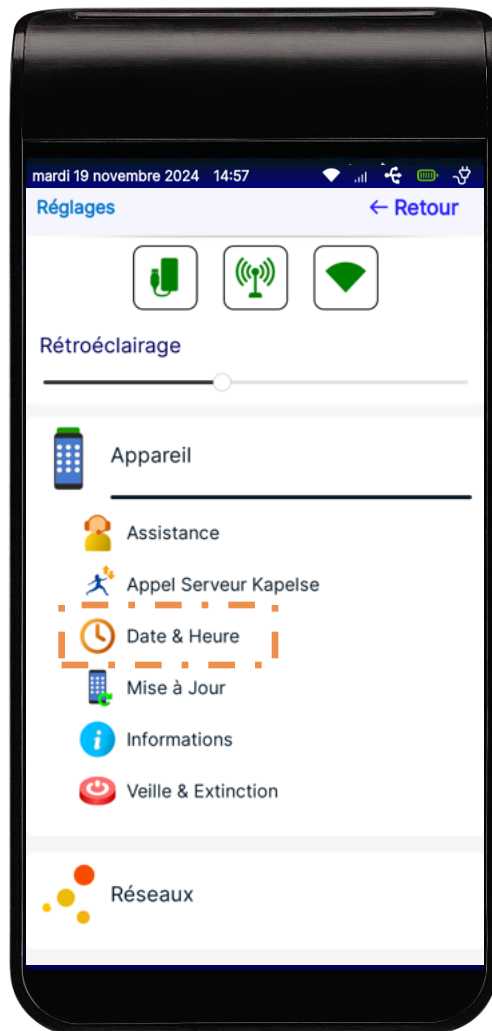 mardi 19 novembre 2024 14:57
Réglages ← Retour
Rétroéclairage
Appareil
Assistance
Appel Serveur Kapelse
Date & Heure
Mise à Jour
Informations
Veille & Extinction
Réseaux